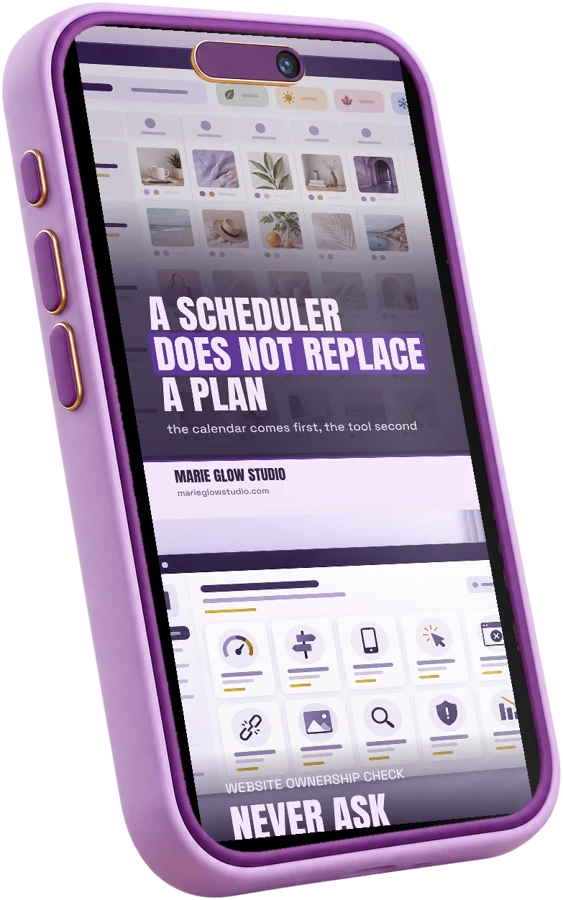 A SCHEDULER
DOES NOT REPLACE
A PLAN
the calendar comes first, the tool second
MARIE GLOW STUDIO
marieglowstudio.com
WEBSITE OWNERSHIP CHECK
NEVER ASK